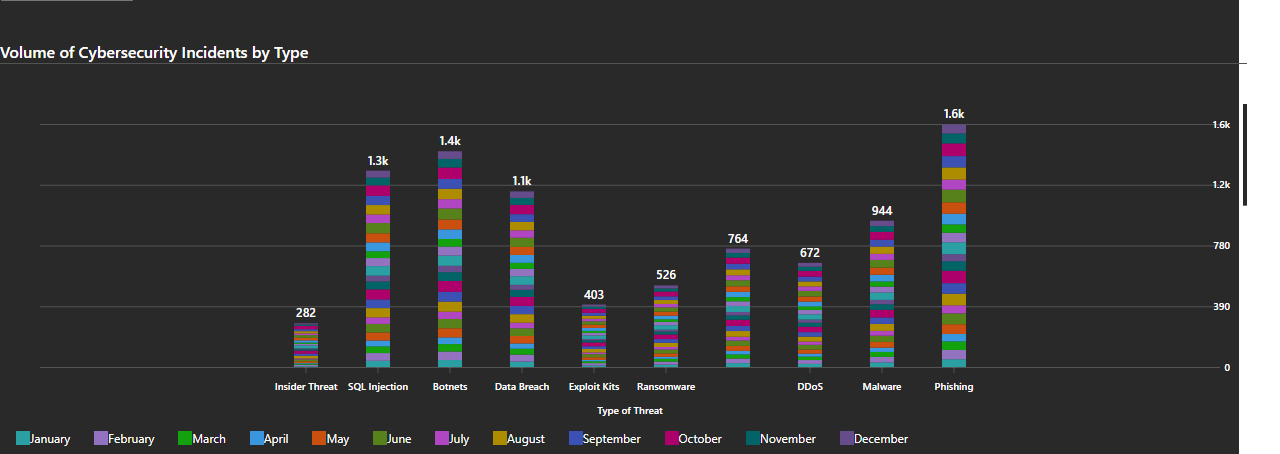 Volume of Cybersecurity Incidents by Type
1.6k
1.4k
1.3k
1.1k
944
764
672
526
403
282
1.6k
1.2k
780
390
0
Insider Threat SQL Injection Botnets Data Breach Exploit Kits Ransomware DDoS Malware Phishing
Type of Threat
January February March April May June July August September October November December